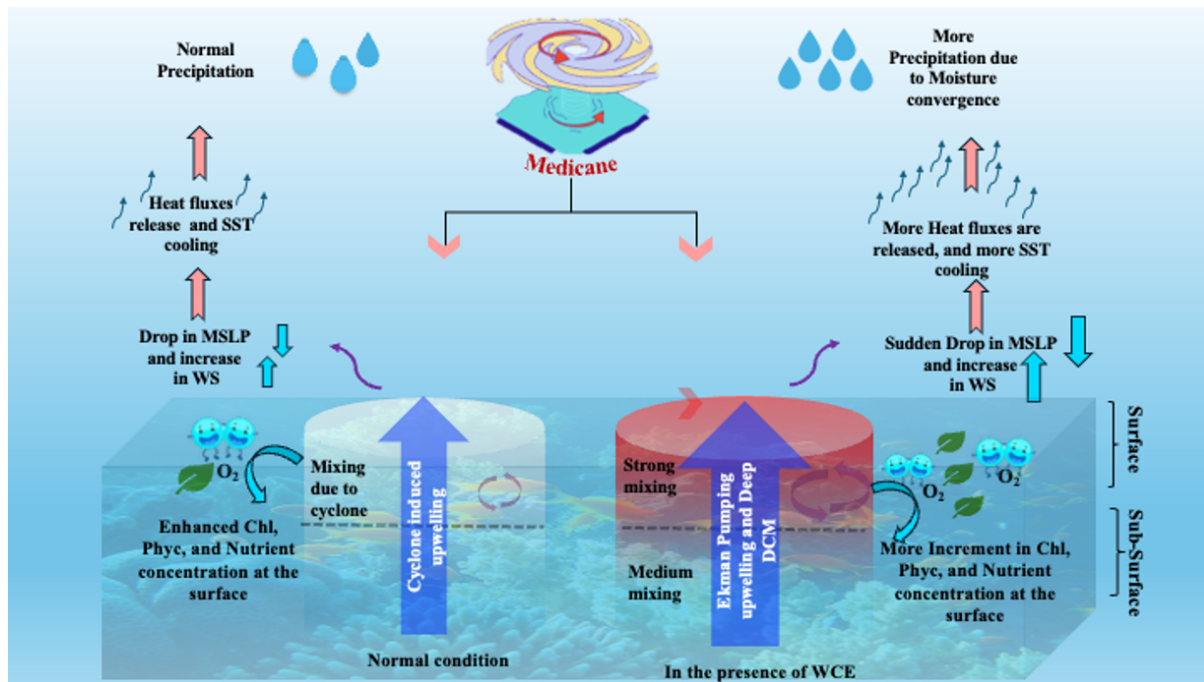 Normal
Precipitation
Heat fluxes
release and SST
cooling
Drop in MSLP
and increase
in WS
Medicane
More
Precipitation due
to Moisture
convergence
More Heat fluxes are
released, and more SST
cooling
Sudden Drop in MSLP
and increase
in WS
O2
Mixing
due to
cyclone
Cyclone induced
upwelling
Enhanced Chl,
Phyc, and Nutrient
concentration at the
surface
Normal condition
Strong
mixing
Medium
mixing
Ekman Pumping
upwelling and Deep
DCM
O2
O2
More Increment in Chl,
Phyc, and Nutrient
concentration at the
surface
In the presence of WCE
Surface
Sub-Surface